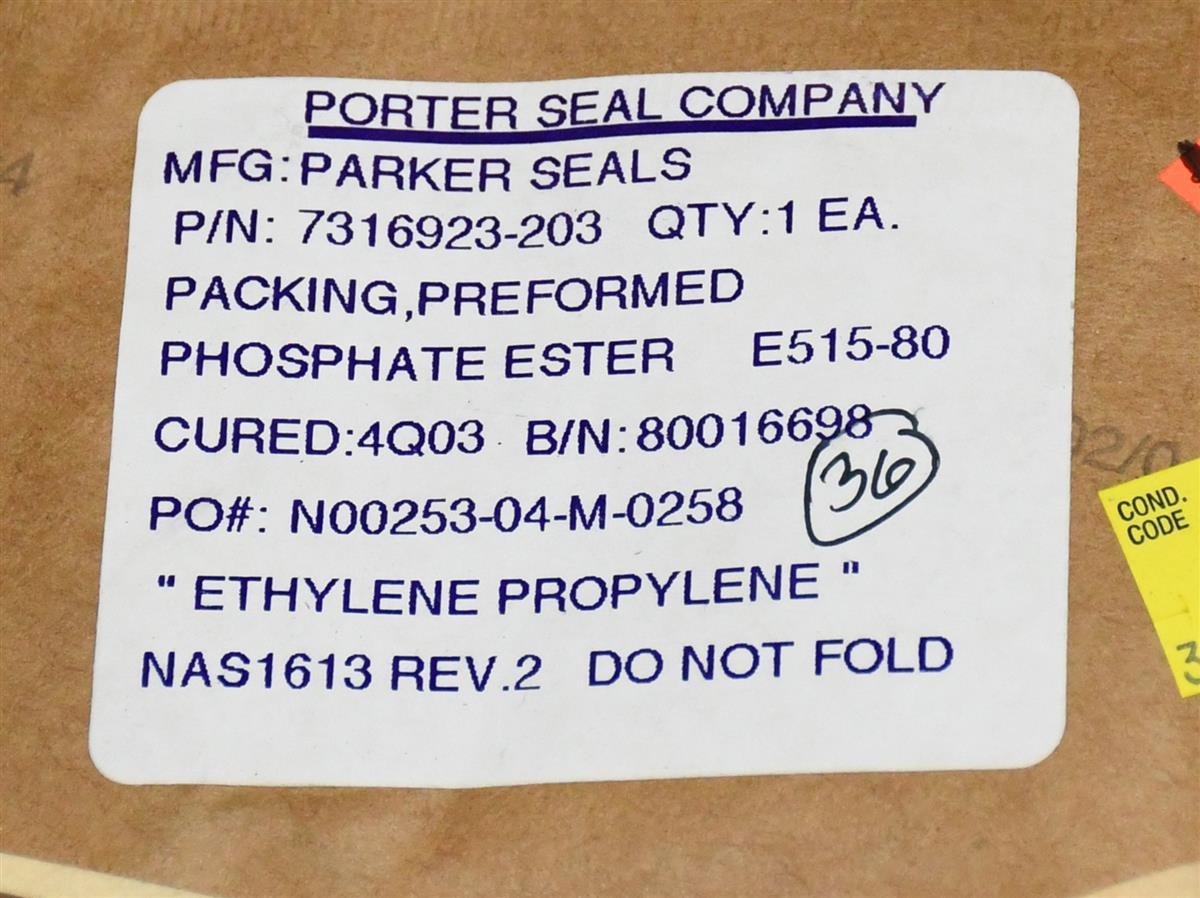 PORTER SEAL COMPANY
MFG:PARKER SEALS
P/N: 7316923-203 QTY:1 EA.
PACKING,PREFORMED
PHOSPHATE ESTER E515-80
CURED:4Q03 B/N:80016698
36
PO#: N00253-04-M-0258
" ETHYLENE PROPYLENE "
NAS1613 REV.2 DO NOT FOLD
COND.
CODE